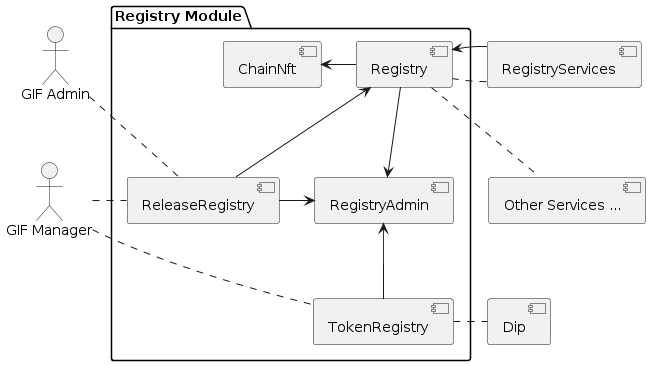 Registry Module
ChainNft
Registry
RegistryServices
GIF Admin
ReleaseRegistry
RegistryAdmin
Other Services ...
GIF Manager
TokenRegistry
Dip